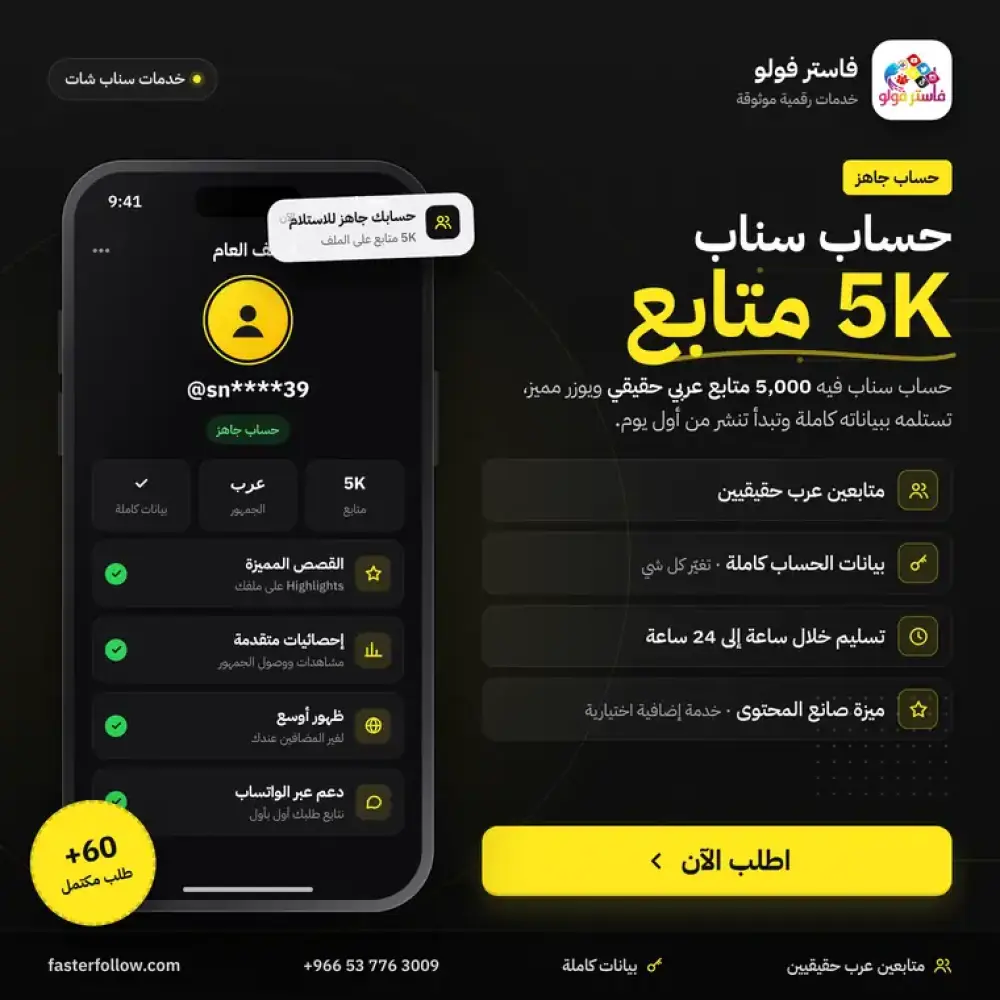 فاستر فولو
فاستر فولو
خدمات رقمية موثوقة
خدمات سناب شات
حساب جاهز
حساب سناب
5K متابع
حساب سناب فيه 5,000 متابع عربي حقيقي ويوزر مميز،
تستلمه ببياناته كاملة وتبدأ تنشر من أول يوم.
متابعين عرب حقيقيين
بيانات الحساب كاملة · تغيّر كل شي
تسليم خلال ساعة إلى 24 ساعة
ميزة صانع المحتوى · خدمة إضافية اختيارية
اطلب الآن
9:41
حسابك جاهز للاستلام
الآن
5K متابع على الملف
العام
@sn****39
حساب جاهز
5K
متابع
عرب
الجمهور
بيانات كاملة
القصص المميزة
Highlights على ملفك
إحصائيات متقدمة
مشاهدات ووصول الجمهور
ظهور أوسع
لغير المضافين عندك
دعم عبر الواتساب
نتابع طلبك أول بأول
+60
طلب مكتمل
متابعين عرب حقيقيين
بيانات كاملة
+966 53 776 3009
fasterfollow.com